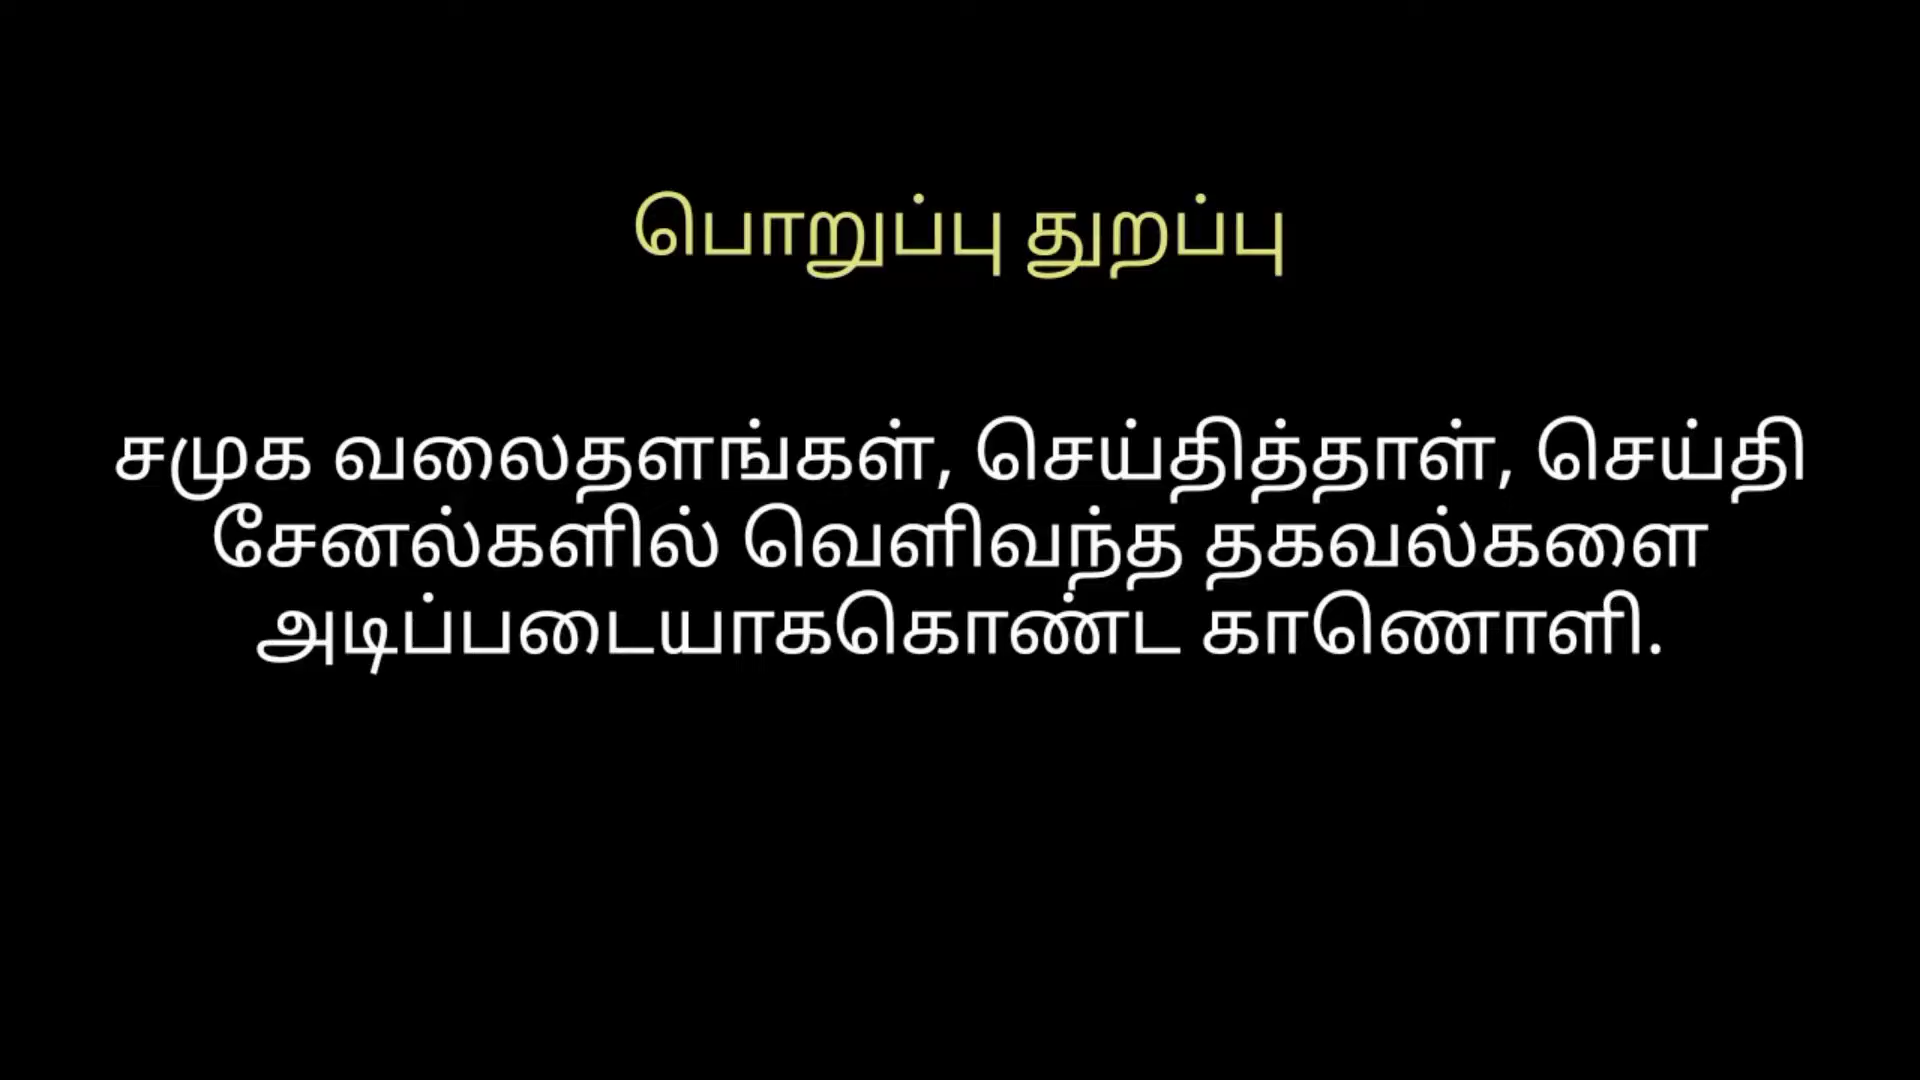 பொறுப்பு துறப்பு
சமுக வலைதளங்கள், செய்தித்தாள், செய்தி
சேனல்களில் வெளிவந்த தகவல்களை
அடிப்படையாககொண்ட காணொளி.